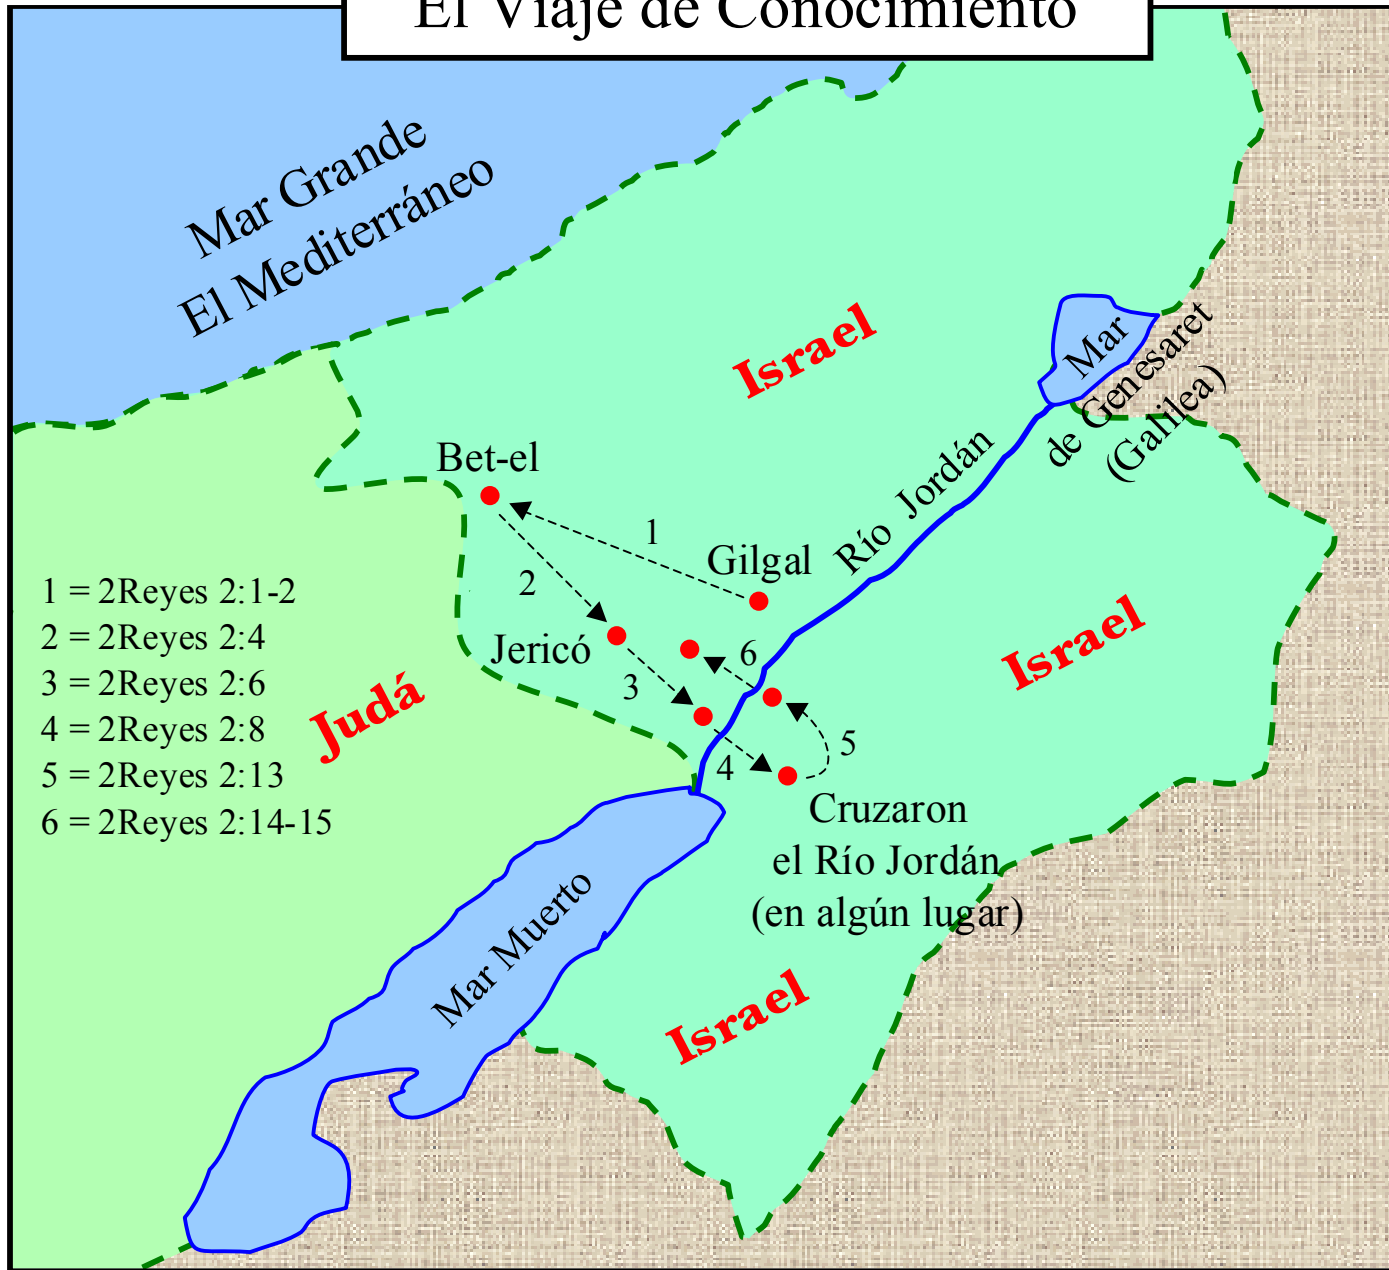 El Viaje de Conocimiento
Mar Grande
El Mediterráneo
Israel
Mar
de Genesaret
(Galilea)
Río Jordán
Bet-el
1
Gilgal
2
Jericó
6
3
5
4
Israel
Judá
1 = 2Reyes 2:1-2
2 = 2Reyes 2:4
3 = 2Reyes 2:6
4 = 2Reyes 2:8
5 = 2Reyes 2:13
6 = 2Reyes 2:14-15
Cruzaron
el Río Jordán
(en algún lugar)
Mar Muerto
Israel